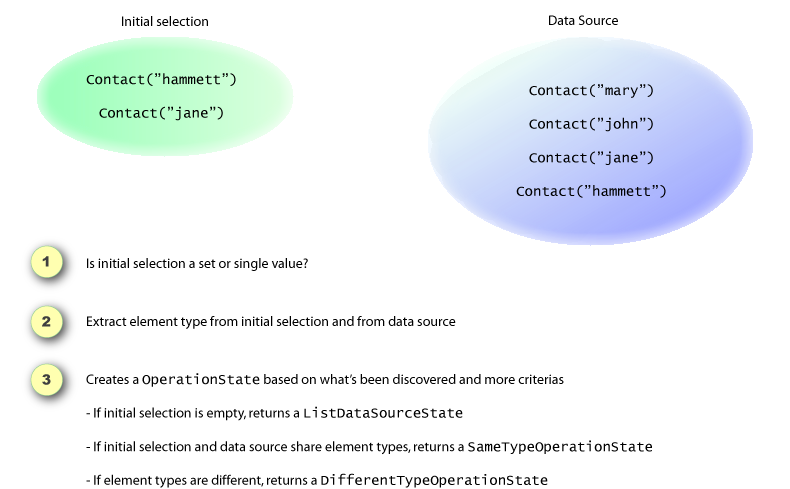 Initial selection
Contact(”hammett”)
Contact(”jane”)
Data Source
Contact(”mary”)
Contact(”john”)
Contact(”jane”)
Contact(”hammett”)
1 Is initial selection a set or single value?
2 Extract element type from initial selection and from data source
3 Creates a OperationState based on what’s been discovered and more criterias
- If initial selection is empty, returns a ListDataSourceState
- If initial selection and data source share element types, returns a SameTypeOperationState
- If element types are different, returns a DifferentTypeOperationState